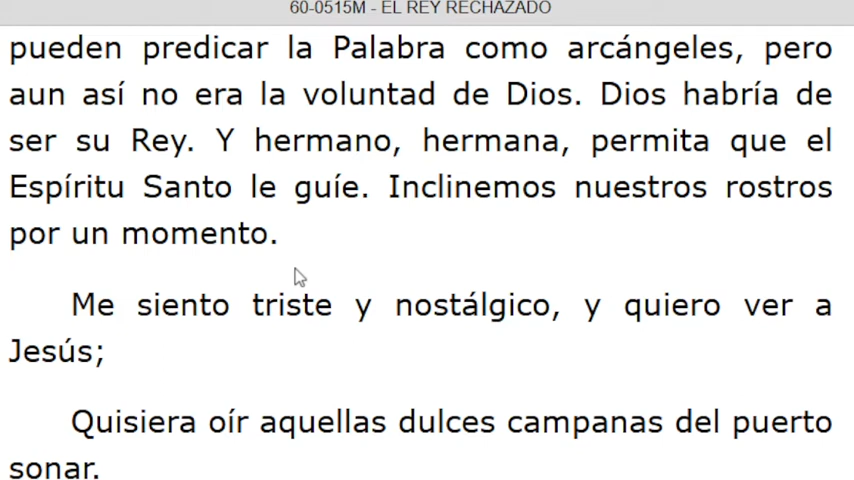 60-0515M - EL REY RECHAZADO
pueden predicar la Palabra como arcángeles, pero
aun así no era la voluntad de Dios. Dios habría de
ser su Rey. Y hermano, hermana, permita que el
Espíritu Santo le guíe. Inclinemos nuestros rostros
por un momento.
Me siento triste y nostálgico, y quiero ver a
Jesús;
Quisiera oír aquellas dulces campanas del puerto
sonar.